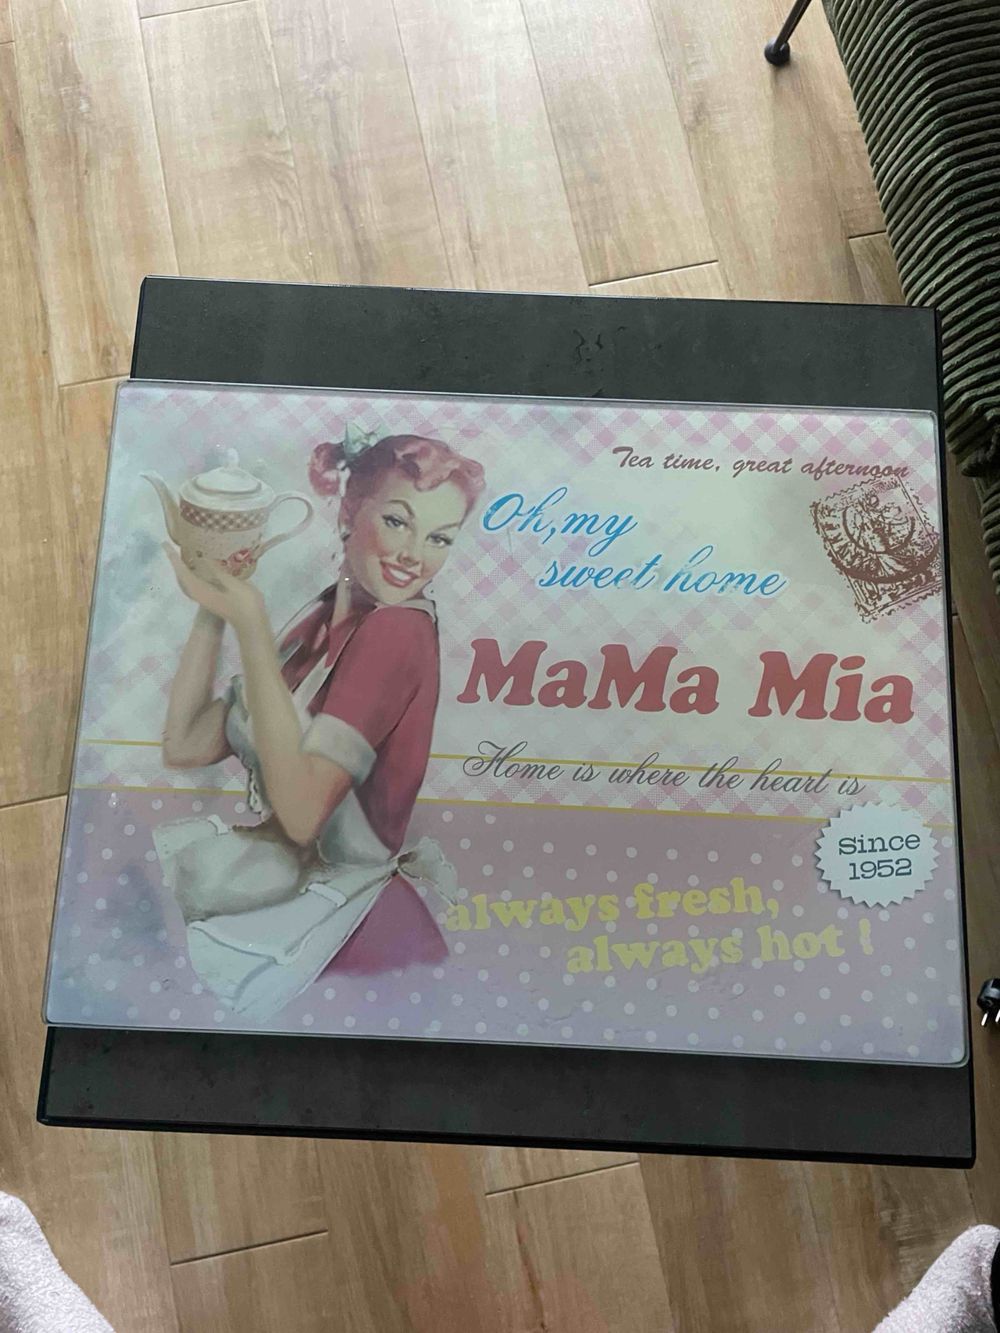 Tea time, great afternoon
Oh, my
sweet home
MaMa Mia
Home is where the heart is
Since
1952
always fresh,
always hot !